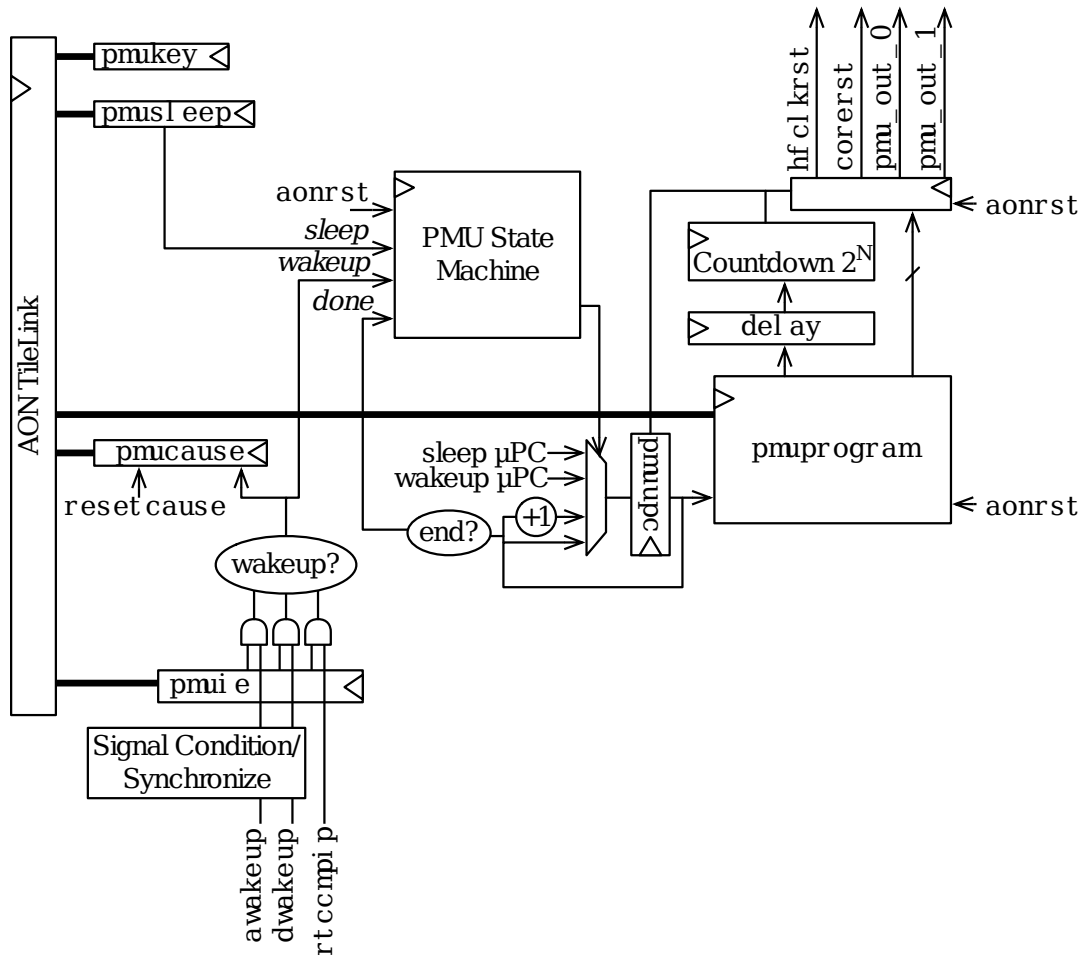 hfclkrst
corerst
pmu_out_0
pmu_out_1
pmukey
pmusleep
aonrst
sleep
wakeup
done
PMU State
Machine
aonrst
Countdown 2^N
delay
AON TileLink
pmucause
resetcause
sleep µPC
wakeup µPC
+1
end?
pmupc
pmuprogram
aonrst
wakeup?
pmuie
Signal Condition/
Synchronize
awakeup
dwakeup
rtccmpip